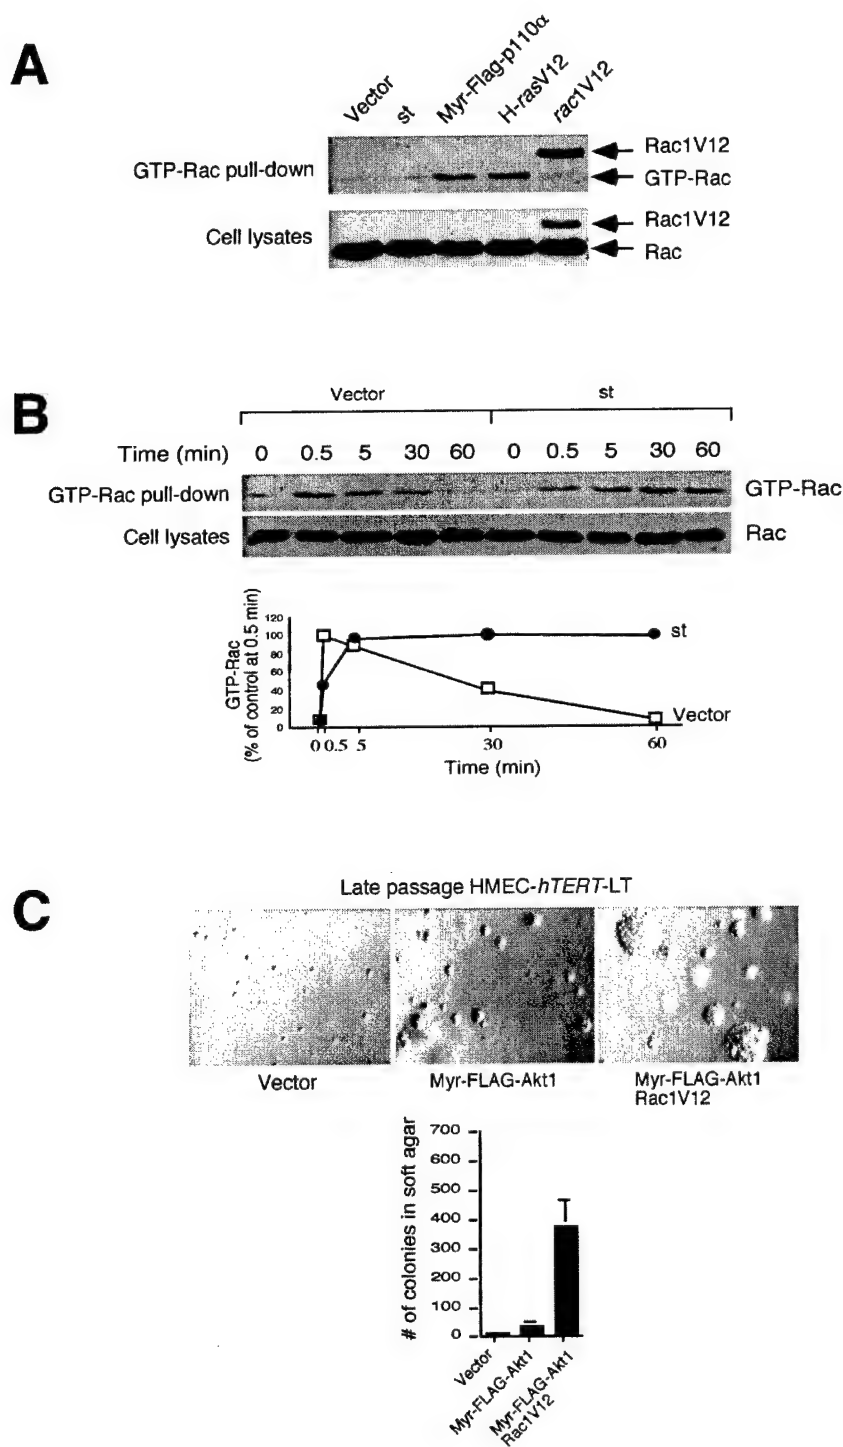 A
Vector
st
Myr-Flag-p110α
H-rasV12
rac1V12
GTP-Rac pull-down
Rac1V12
GTP-Rac
Cell lysates
Rac1V12
Rac
B
Vector
st
Time (min) 0 0.5 5 30 60 0 0.5 5 30 60
GTP-Rac pull-down
GTP-Rac
Cell lysates
Rac
GTP-Rac
(% of control at 0.5 min)
120
100
80
60
40
20
0
st
Vector
0 0.5 5 30 60
Time (min)
C
Late passage HMEC-hTERT-LT
Vector
Myr-FLAG-Akt1
Myr-FLAG-Akt1
Rac1V12
# of colonies in soft agar
700
600
500
400
300
200
100
0
Vector
Myr-FLAG-Akt1
Myr-FLAG-Akt1
Rac1V12